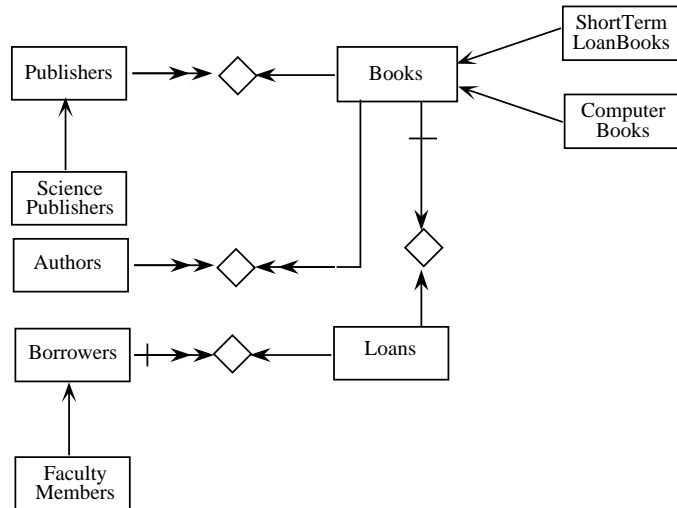 ShortTerm
LoanBooks
Publishers
Books
Computer
Books
Science
Publishers
Authors
Borrowers
Loans
Faculty
Members